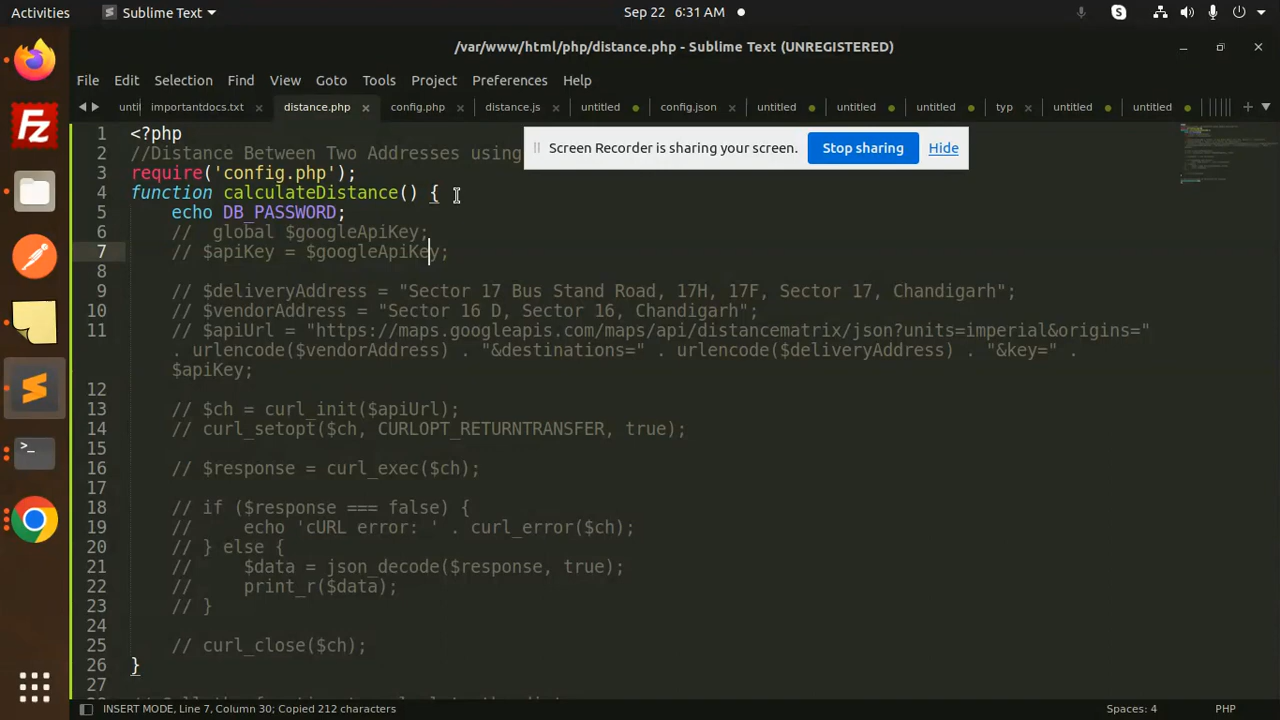 Activities
Sublime Text
Sep 22 6:31 AM
/var/www/html/php/distance.php - Sublime Text (UNREGISTERED)
File Edit Selection Find View Goto Tools Project Preferences Help
unti importantdocs.txt distance.php config.php distance.js untitled config.json untitled untitled untitled typ untitled untitled
Screen Recorder is sharing your screen. Stop sharing Hide
1 <?php
2 //Distance Between Two Addresses using
3 require('config.php');
4 function calculateDistance() {
5 echo DB_PASSWORD;
6 //  global $googleApiKey;
7 // $apiKey = $googleApiKey;
8
9 // $deliveryAddress = "Sector 17 Bus Stand Road, 17H, 17F, Sector 17, Chandigarh";
10 // $vendorAddress = "Sector 16 D, Sector 16, Chandigarh";
11 // $apiUrl = "https://maps.googleapis.com/maps/api/distancematrix/json?units=imperial&origins="
. urlencode($vendorAddress) . "&destinations=" . urlencode($deliveryAddress) . "&key=" .
$apiKey;
12
13 // $ch = curl_init($apiUrl);
14 // curl_setopt($ch, CURLOPT_RETURNTRANSFER, true);
15
16 // $response = curl_exec($ch);
17
18 // if ($response === false) {
19 //     echo 'cURL error: ' . curl_error($ch);
20 // } else {
21 //     $data = json_decode($response, true);
22 //     print_r($data);
23 // }
24
25 // curl_close($ch);
26 }
27
INSERT MODE, Line 7, Column 30; Copied 212 characters
Spaces: 4
PHP